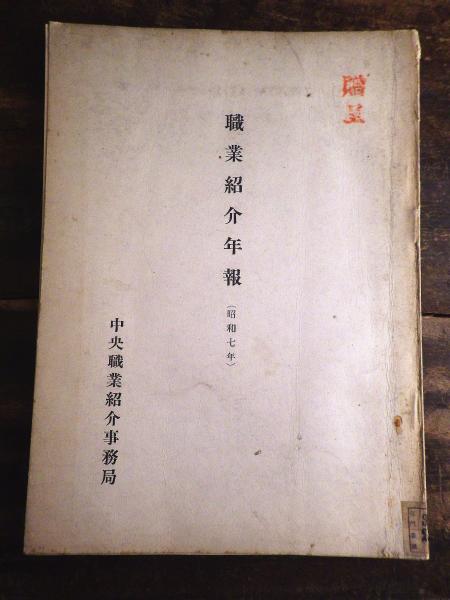 贈呈
職業紹介年報
(昭和七年)
中央職業紹介事務局